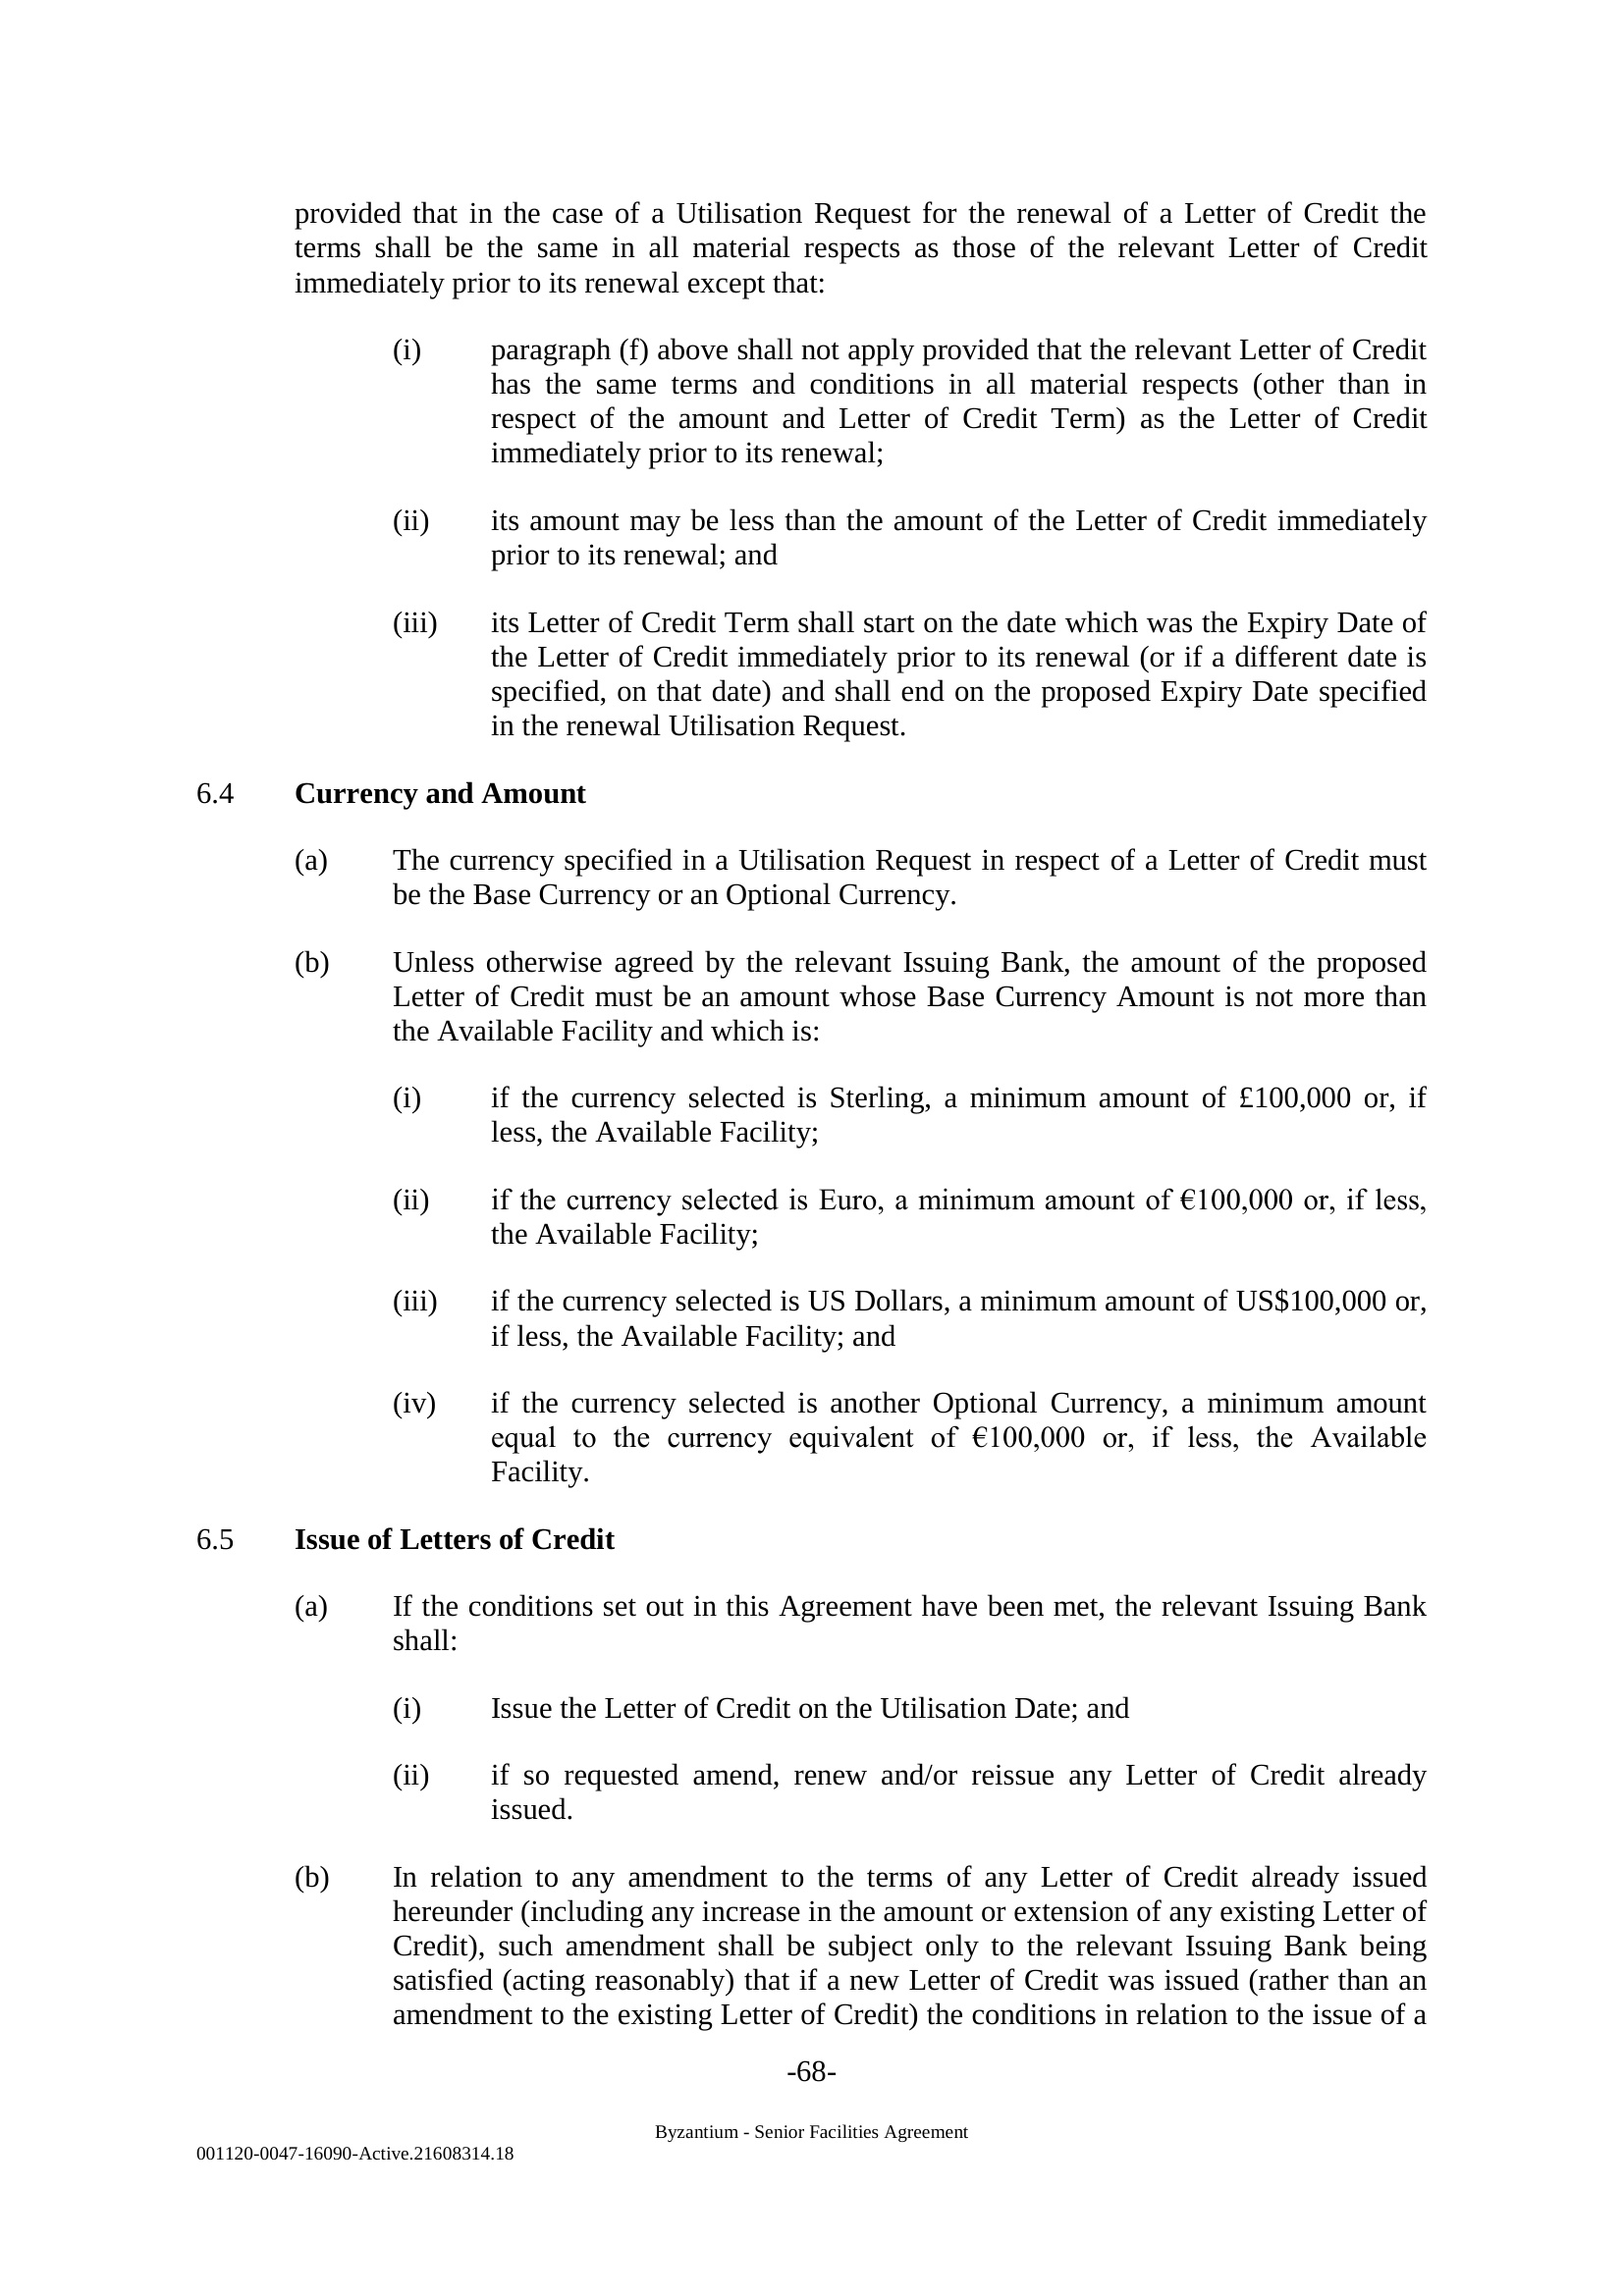 provided that in the case of a Utilisation Request for the renewal of a Letter of Credit the
terms shall be the same in all material respects as those of the relevant Letter of Credit
immediately prior to its renewal except that:
(i) paragraph (f) above shall not apply provided that the relevant Letter of Credit
has the same terms and conditions in all material respects (other than in
respect of the amount and Letter of Credit Term) as the Letter of Credit
immediately prior to its renewal;
(ii) its amount may be less than the amount of the Letter of Credit immediately
prior to its renewal; and
(iii) its Letter of Credit Term shall start on the date which was the Expiry Date of
the Letter of Credit immediately prior to its renewal (or if a different date is
specified, on that date) and shall end on the proposed Expiry Date specified
in the renewal Utilisation Request.
6.4 Currency and Amount
(a) The currency specified in a Utilisation Request in respect of a Letter of Credit must
be the Base Currency or an Optional Currency.
(b) Unless otherwise agreed by the relevant Issuing Bank, the amount of the proposed
Letter of Credit must be an amount whose Base Currency Amount is not more than
the Available Facility and which is:
(i) if the currency selected is Sterling, a minimum amount of £100,000 or, if
less, the Available Facility;
(ii) if the currency selected is Euro, a minimum amount of €100,000 or, if less,
the Available Facility;
(iii) if the currency selected is US Dollars, a minimum amount of US$100,000 or,
if less, the Available Facility; and
(iv) if the currency selected is another Optional Currency, a minimum amount
equal to the currency equivalent of €100,000 or, if less, the Available
Facility.
6.5 Issue of Letters of Credit
(a) If the conditions set out in this Agreement have been met, the relevant Issuing Bank
shall:
(i) Issue the Letter of Credit on the Utilisation Date; and
(ii) if so requested amend, renew and/or reissue any Letter of Credit already
issued.
(b) In relation to any amendment to the terms of any Letter of Credit already issued
hereunder (including any increase in the amount or extension of any existing Letter of
Credit), such amendment shall be subject only to the relevant Issuing Bank being
satisfied (acting reasonably) that if a new Letter of Credit was issued (rather than an
amendment to the existing Letter of Credit) the conditions in relation to the issue of a
-68-
Byzantium - Senior Facilities Agreement
001120-0047-16090-Active.21608314.18